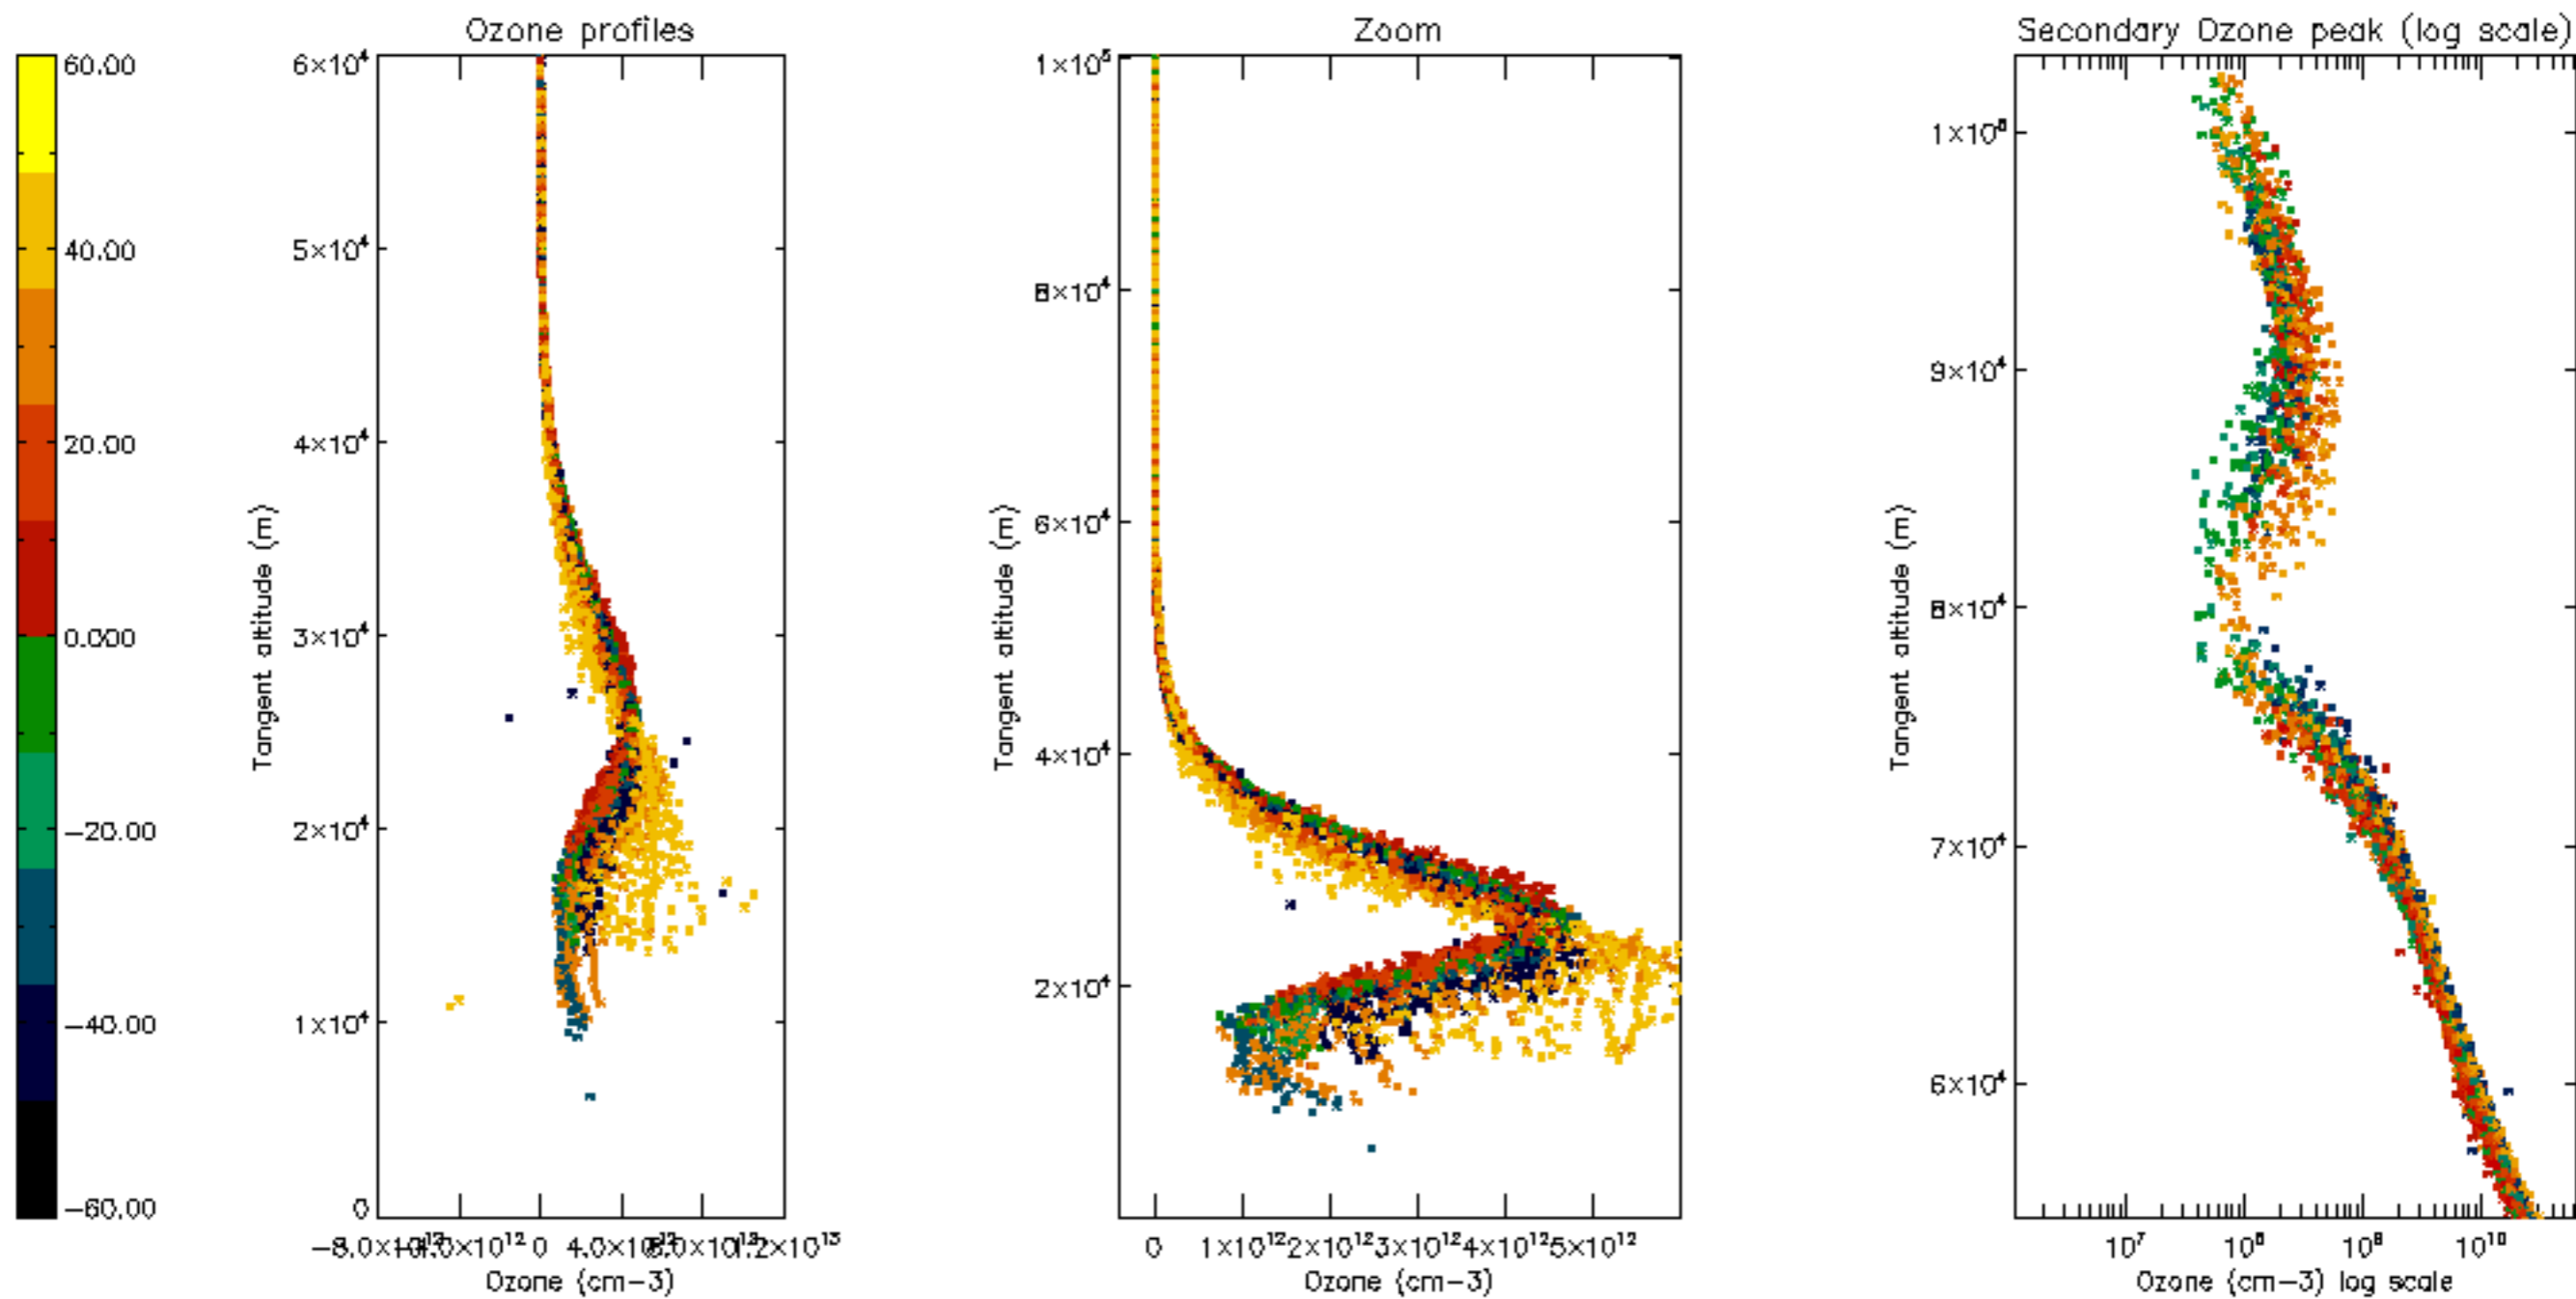 Ozone profiles
Zoom
Secondary Ozone peak (log scale)
60.00
40.00
20.00
0.000
-20.00
-40.00
-60.00
Tangent altitude (m)
6×10⁴
5×10⁴
4×10⁴
3×10⁴
2×10⁴
1×10⁴
0
0
Ozone (cm-3)
Tangent altitude (m)
1×10⁵
8×10⁴
6×10⁴
4×10⁴
2×10⁴
0 1×10¹² 2×10¹² 3×10¹² 4×10¹² 5×10¹²
Ozone (cm-3)
Tangent altitude (m)
9×10⁴
8×10⁴
7×10⁴
6×10⁴
10⁷ 10⁸ 10⁹ 10¹⁰
Ozone (cm-3) log scale